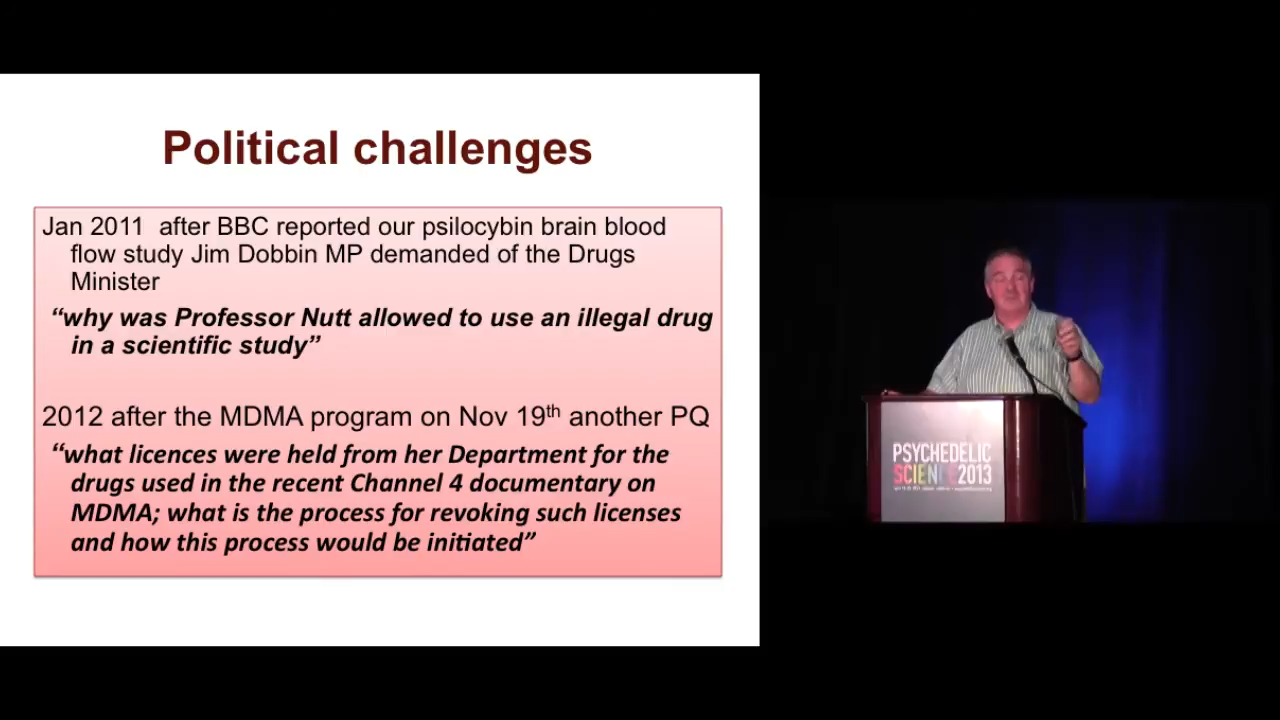 Political challenges
Jan 2011  after BBC reported our psilocybin brain blood
flow study Jim Dobbin MP demanded of the Drugs
Minister
“why was Professor Nutt allowed to use an illegal drug
in a scientific study”
2012 after the MDMA program on Nov 19th another PQ
“what licences were held from her Department for the
drugs used in the recent Channel 4 documentary on
MDMA; what is the process for revoking such licenses
and how this process would be initiated”
PSYCHEDELIC
SCIENCE 2013